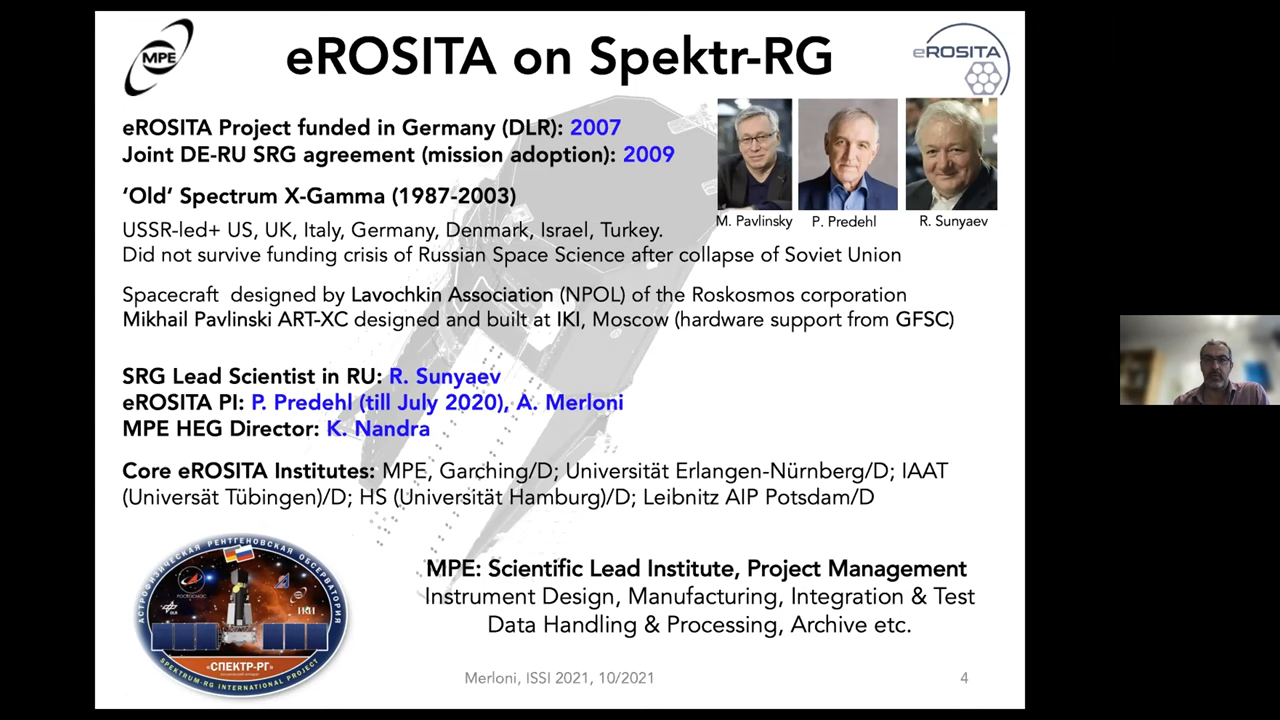 MPE
eROSITA on Spektr-RG
eROSITA
eROSITA Project funded in Germany (DLR): 2007
Joint DE-RU SRG agreement (mission adoption): 2009
‘Old’ Spectrum X-Gamma (1987-2003)
M. Pavlinsky
P. Predehl
R. Sunyaev
USSR-led+ US, UK, Italy, Germany, Denmark, Israel, Turkey.
Did not survive funding crisis of Russian Space Science after collapse of Soviet Union
Spacecraft designed by Lavochkin Association (NPOL) of the Roskosmos corporation
Mikhail Pavlinski ART-XC designed and built at IKI, Moscow (hardware support from GFSC)
SRG Lead Scientist in RU: R. Sunyaev
eROSITA PI: P. Predehl (till July 2020), A. Merloni
MPE HEG Director: K. Nandra
Core eROSITA Institutes: MPE, Garching/D; Universität Erlangen-Nürnberg/D; IAAT
(Universät Tübingen)/D; HS (Universität Hamburg)/D; Leibnitz AIP Potsdam/D
АСТРОФИЗИЧЕСКАЯ РЕНТГЕНОВСКАЯ ОБСЕРВАТОРИЯ
РОСКОСМОС
DLR
ИКИ
«СПЕКТР-РГ»
SPEKTRUM-RG INTERNATIONAL PROJECT
MPE: Scientific Lead Institute, Project Management
Instrument Design, Manufacturing, Integration & Test
Data Handling & Processing, Archive etc.
Merloni, ISSI 2021, 10/2021
4